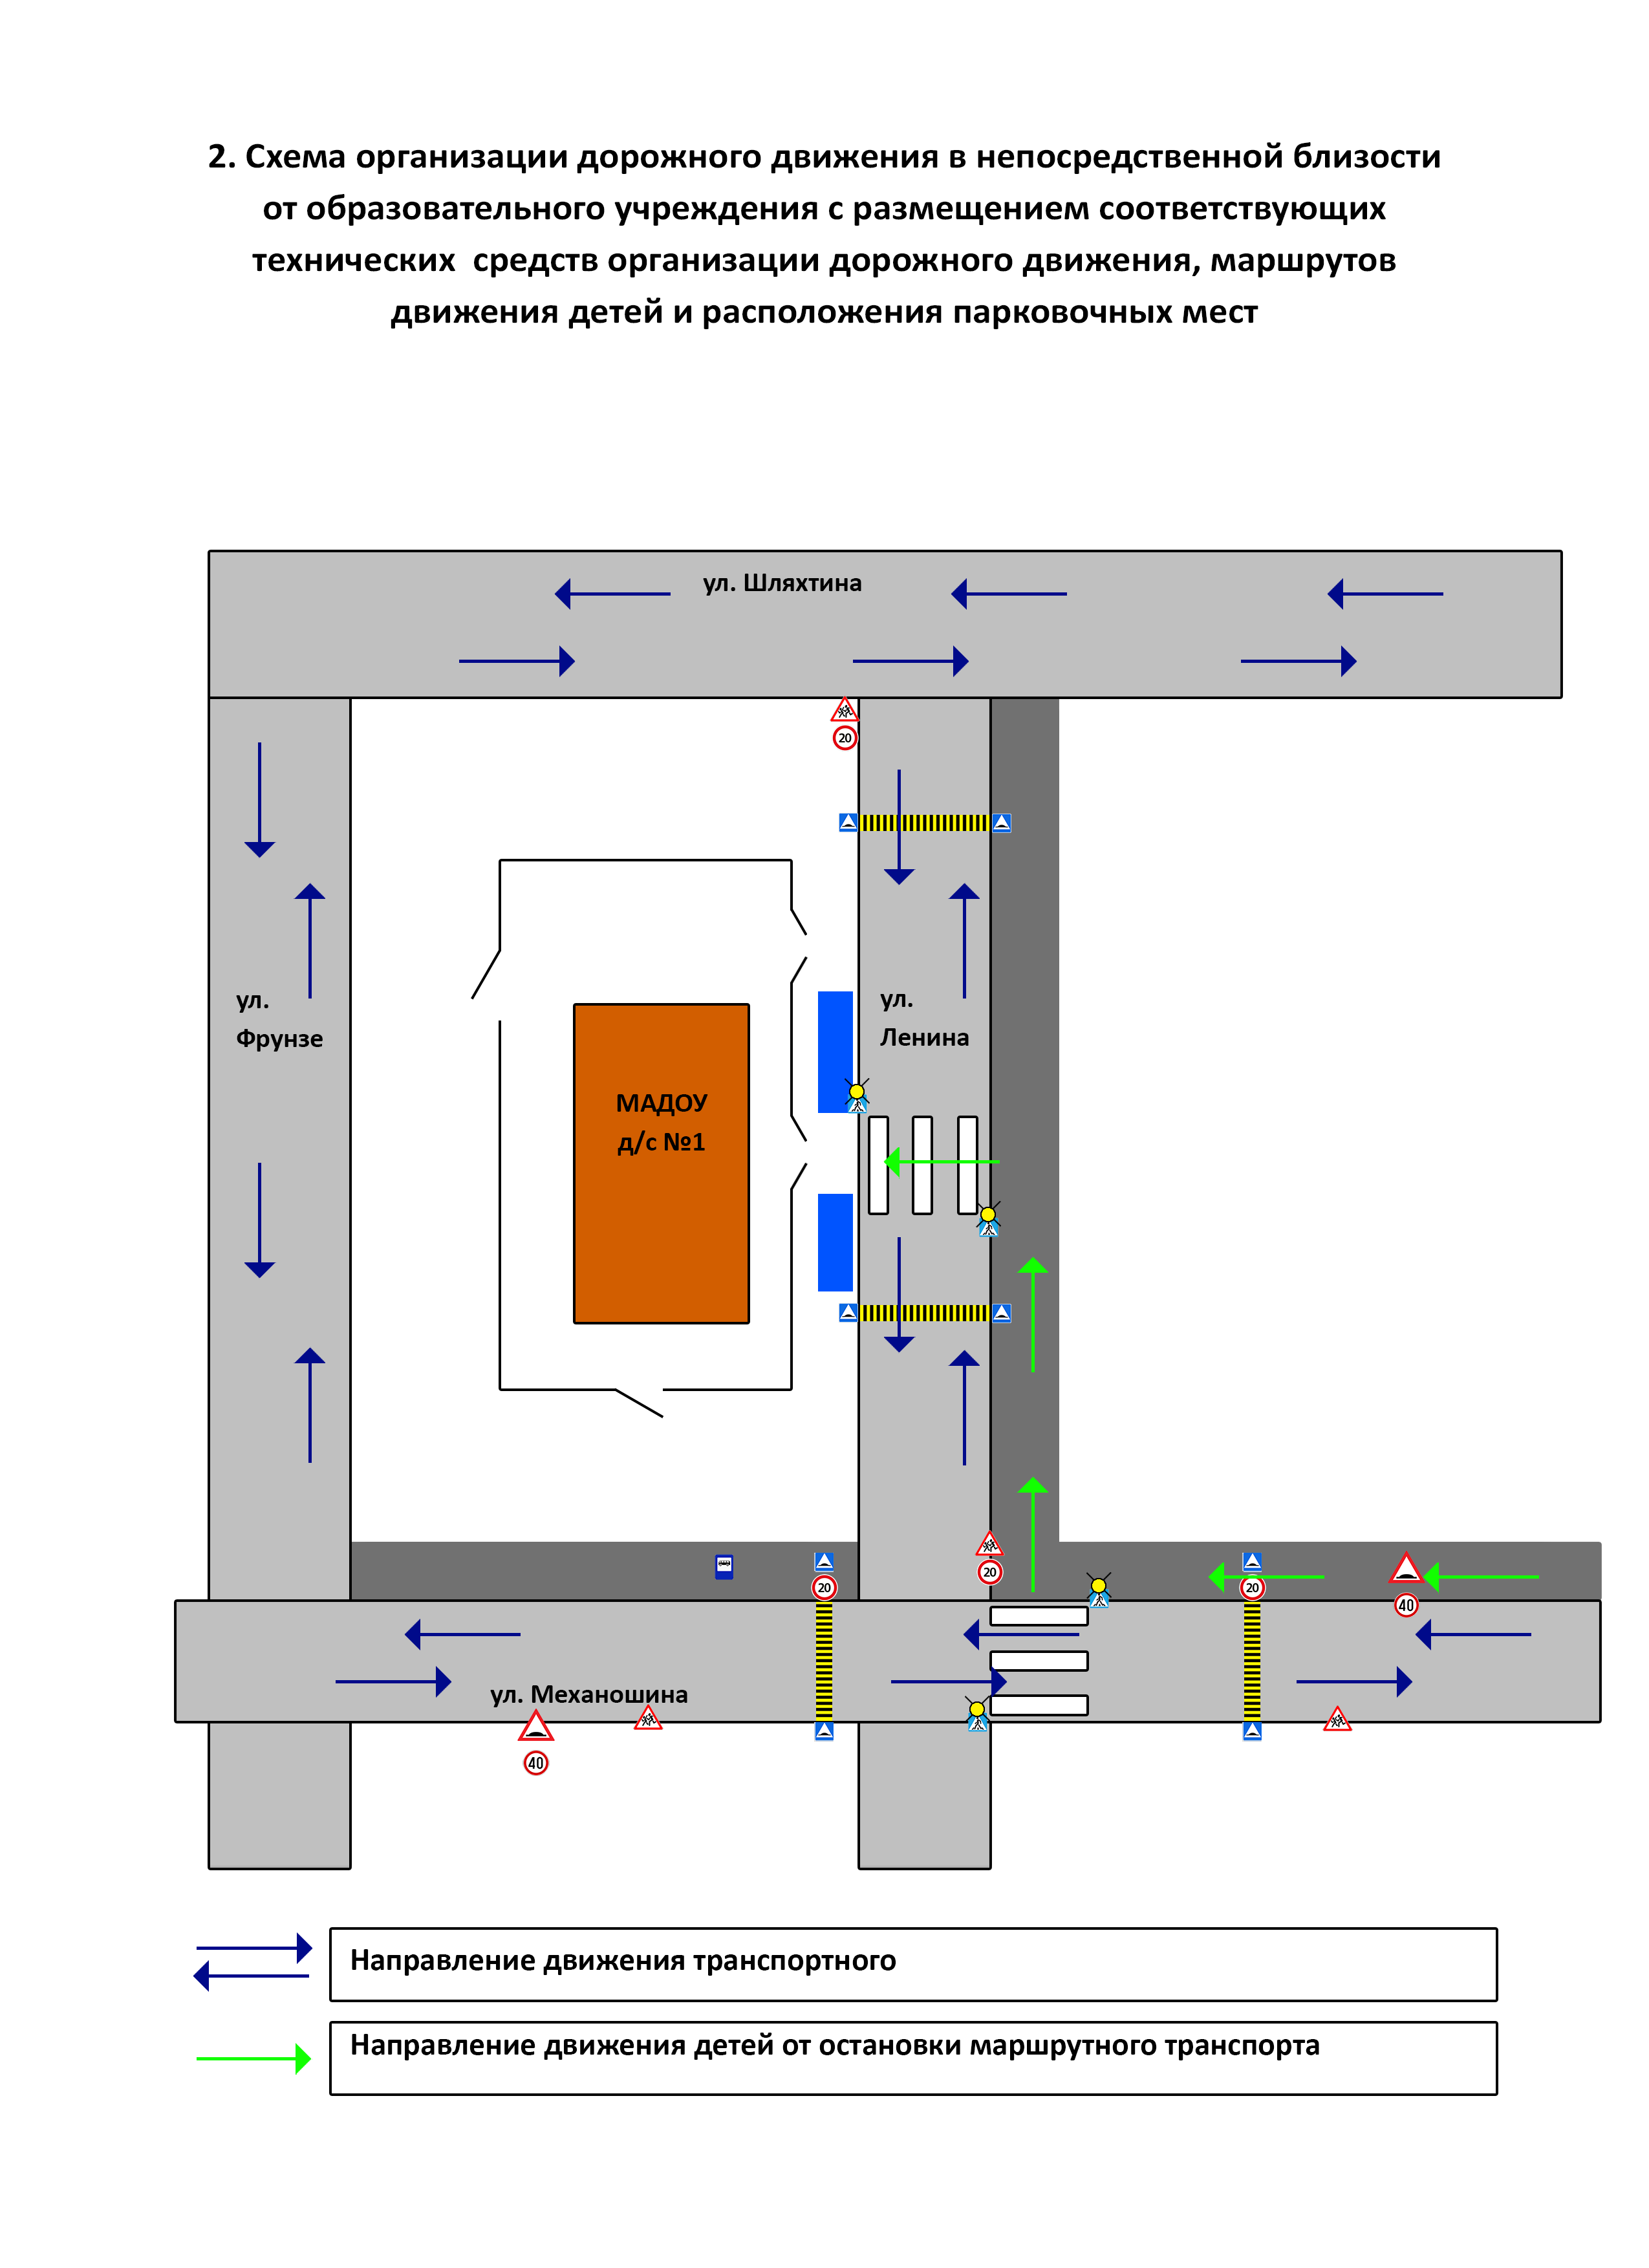 2. Схема организации дорожного движения в непосредственной близости
от образовательного учреждения с размещением соответствующих
технических  средств организации дорожного движения, маршрутов
движения детей и расположения парковочных мест
ул. Шляхтина
20
ул.
Фрунзе
ул.
Ленина
МАДОУ
д/с №1
20
20
20
40
ул. Механошина
40
Направление движения транспортного
Направление движения детей от остановки маршрутного транспорта